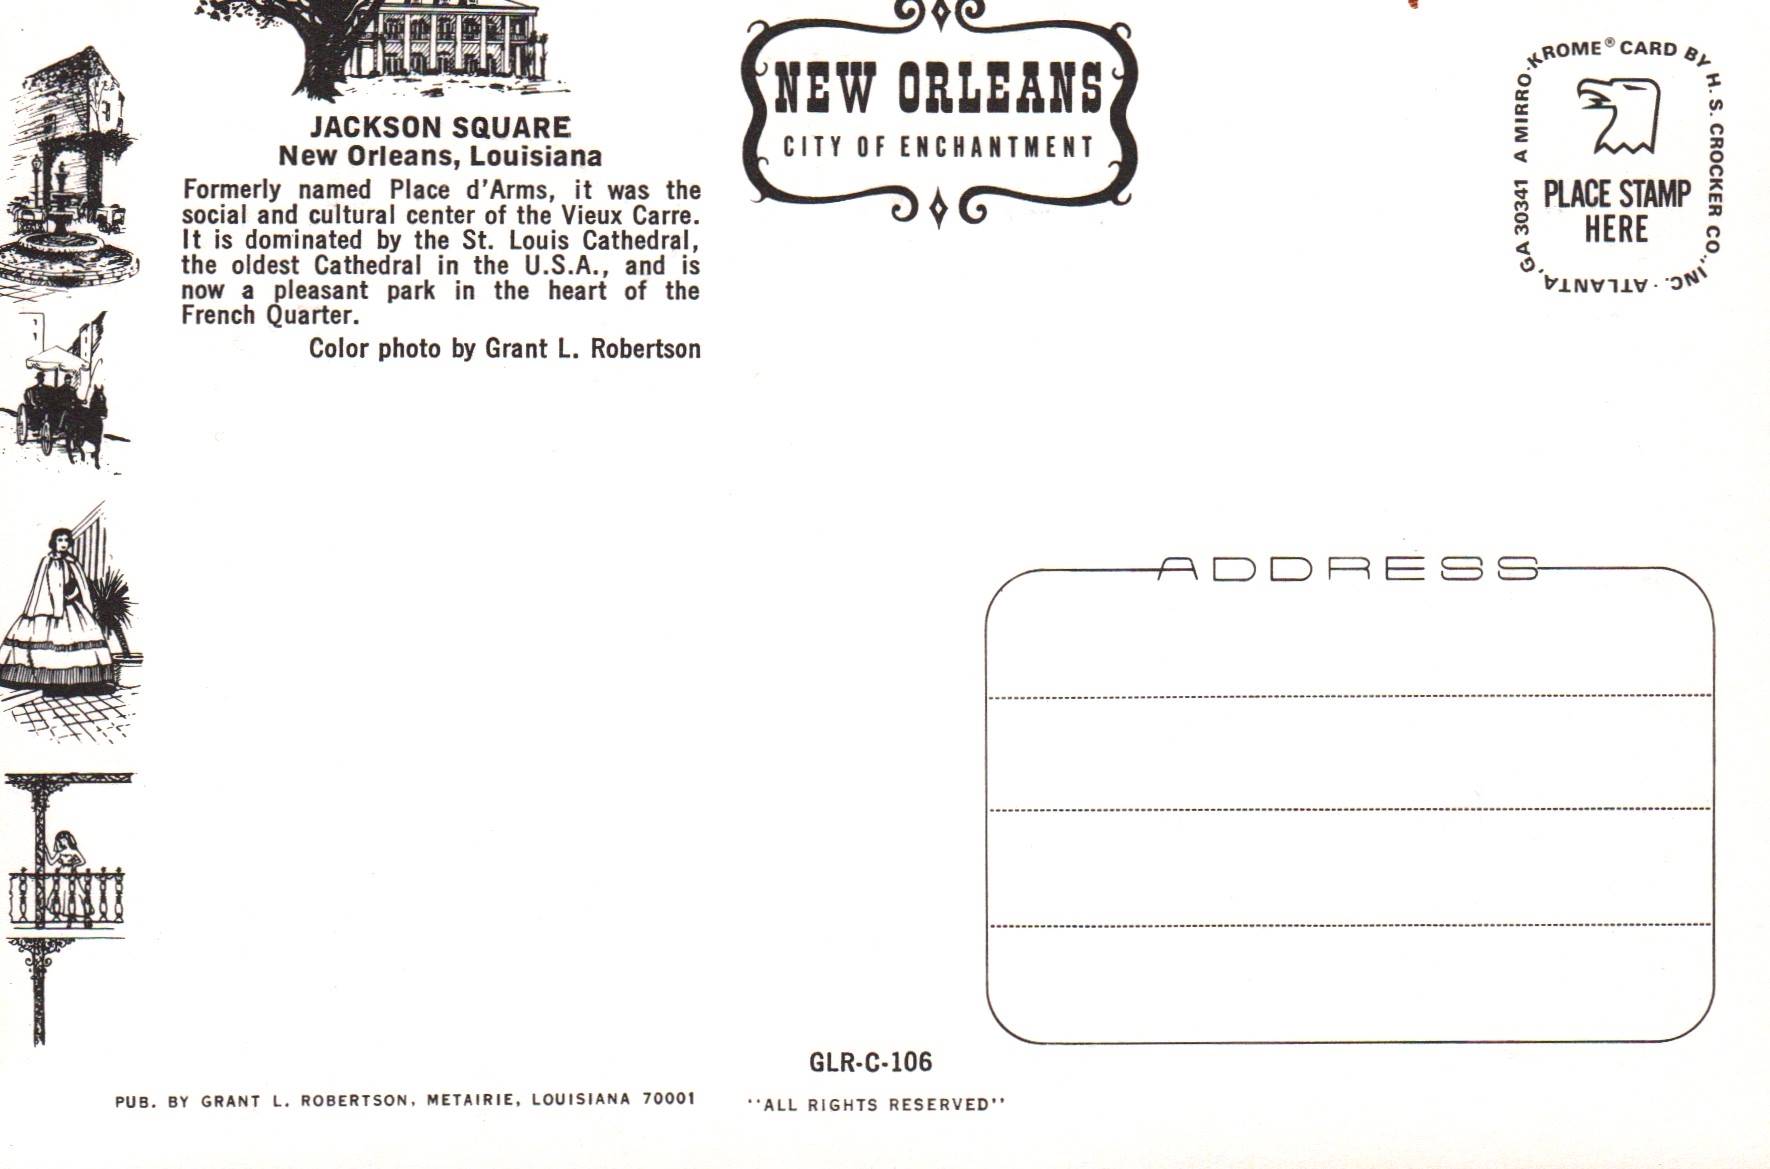 JACKSON SQUARE
New Orleans, Louisiana
Formerly named Place d'Arms, it was the
social and cultural center of the Vieux Carre.
It is dominated by the St. Louis Cathedral,
the oldest Cathedral in the U.S.A., and is
now a pleasant park in the heart of the
French Quarter.
Color photo by Grant L. Robertson
NEW ORLEANS
CITY OF ENCHANTMENT
A MIRRO-KROME® CARD BY H. S. CROCKER CO., INC. · ATLANTA, GA 30341
PLACE STAMP
HERE
ADDRESS
GLR-C-106
PUB. BY GRANT L. ROBERTSON, METAIRIE, LOUISIANA 70001
"ALL RIGHTS RESERVED"